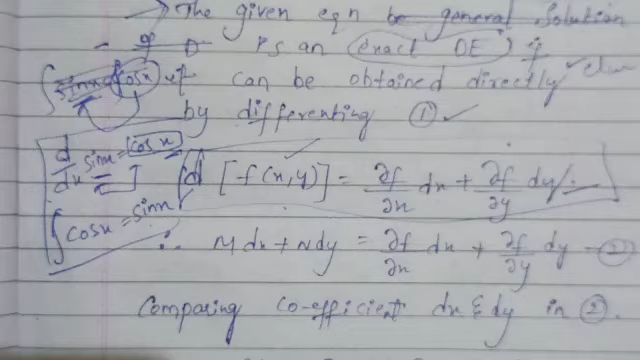 → The given eqn be general solution
is an exact DE, if
∫ sinx cosx can be obtained directly
by differenting ① ✓
d/dx sinx = cosx
d [f(x,y)] = ∂f/∂x dx + ∂f/∂y dy
∫ cosx = sinx
∴ Mdx + Ndy = ∂f/∂x dx + ∂f/∂y dy — ②
Comparing co-efficient dx & dy in ②.